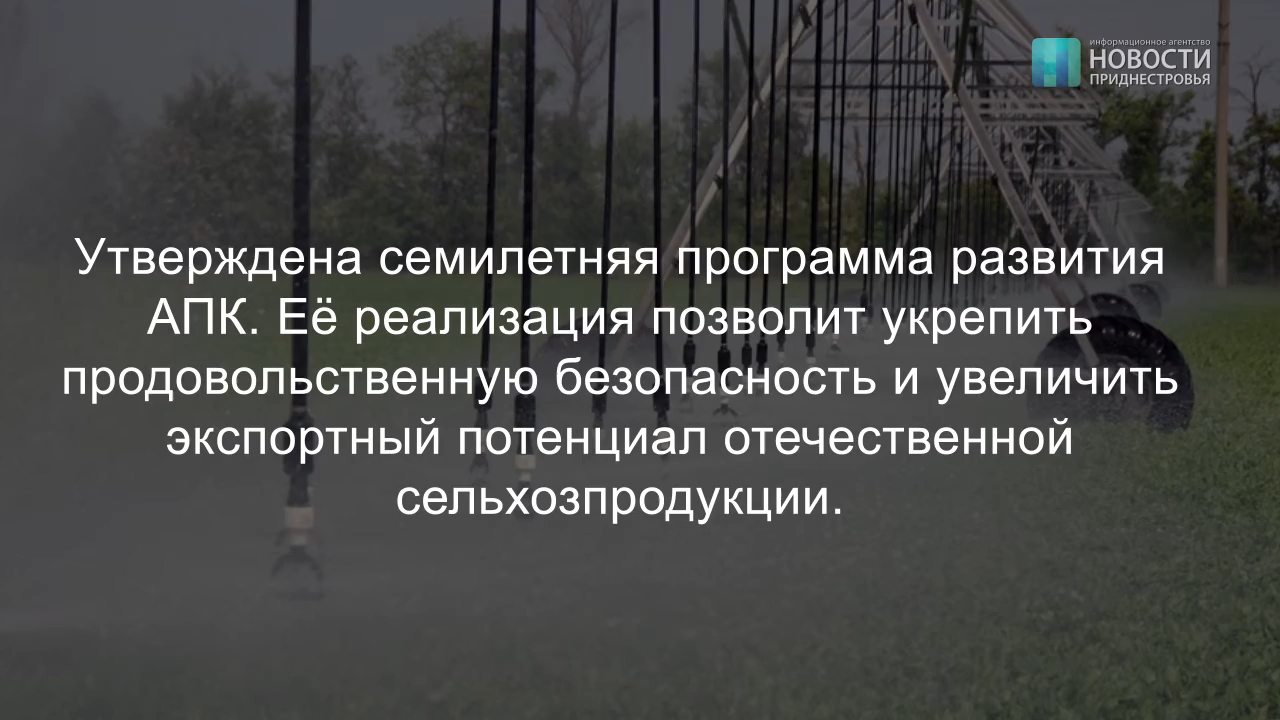 информационное агентство
НОВОСТИ
ПРИДНЕСТРОВЬЯ
Утверждена семилетняя программа развития
АПК. Её реализация позволит укрепить
продовольственную безопасность и увеличить
экспортный потенциал отечественной
сельхозпродукции.